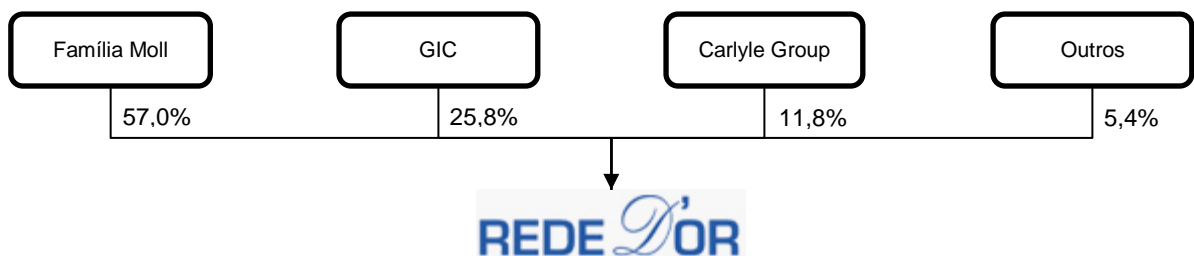 Família Moll GIC Carlyle Group Outros
57,0% 25,8% 11,8% 5,4%
REDE D'OR